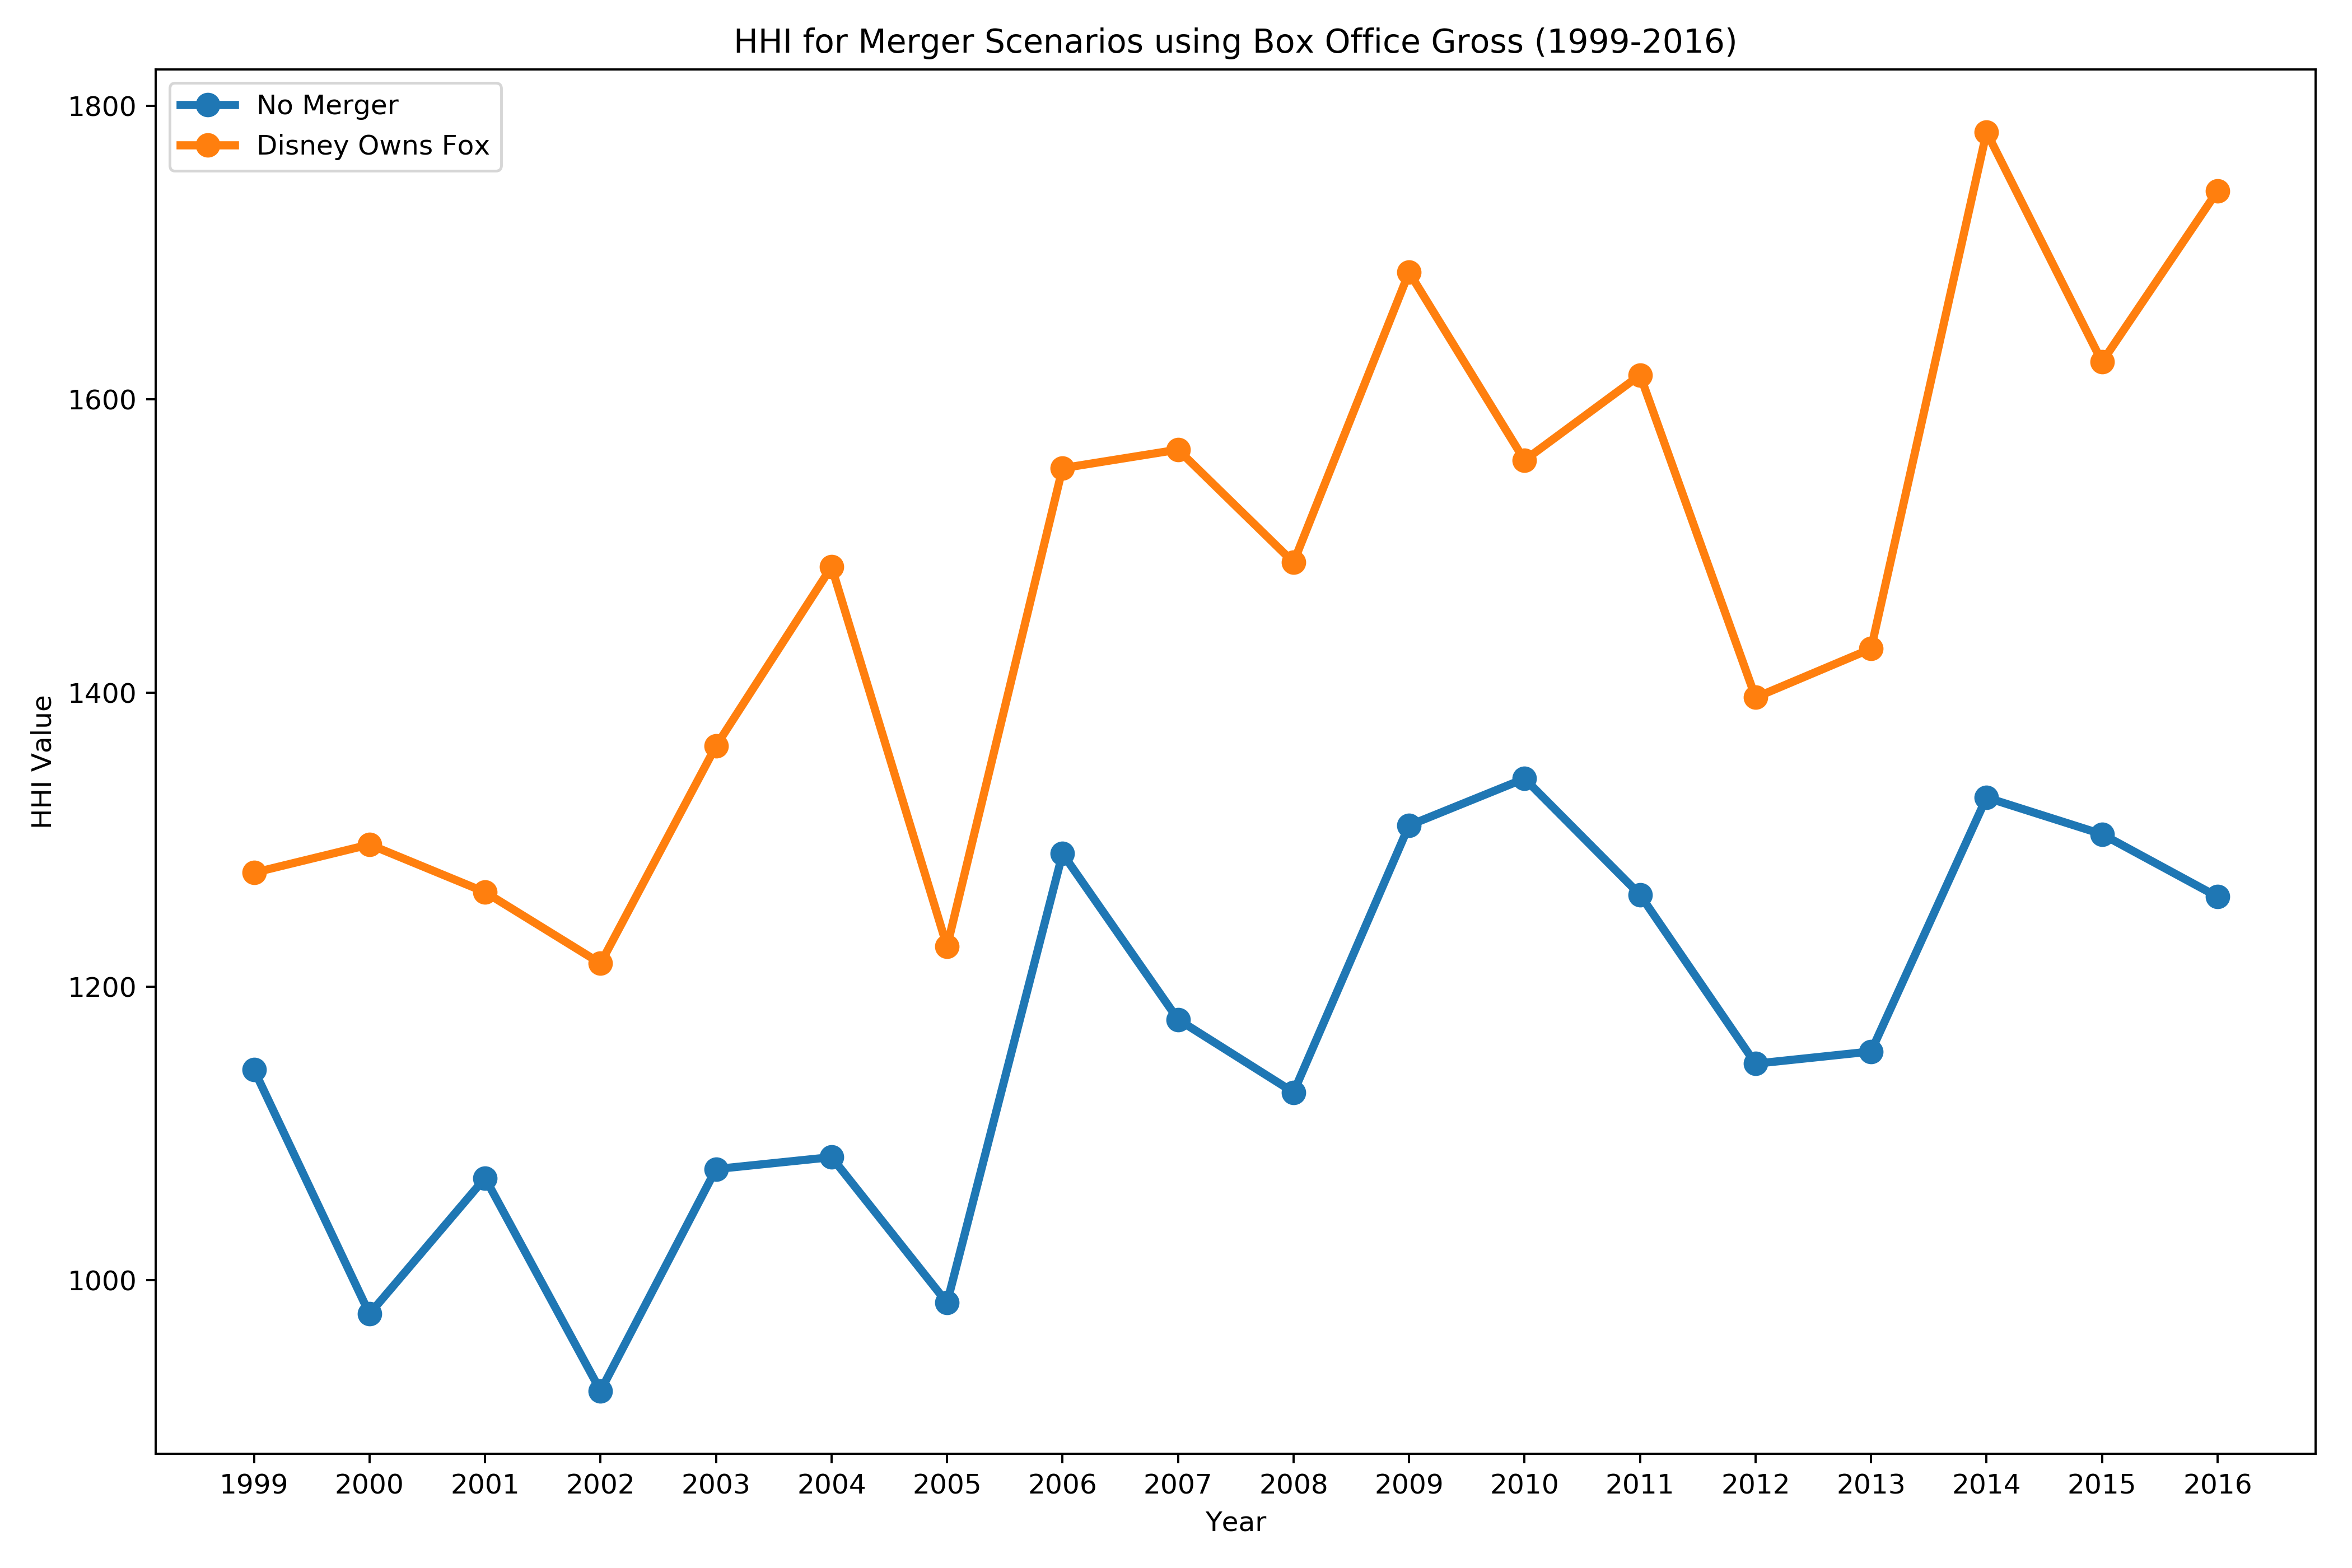 HHI for Merger Scenarios using Box Office Gross (1999-2016)
No Merger
Disney Owns Fox
1800
1600
1400
1200
1000
HHI Value
1999 2000 2001 2002 2003 2004 2005 2006 2007 2008 2009 2010 2011 2012 2013 2014 2015 2016
Year